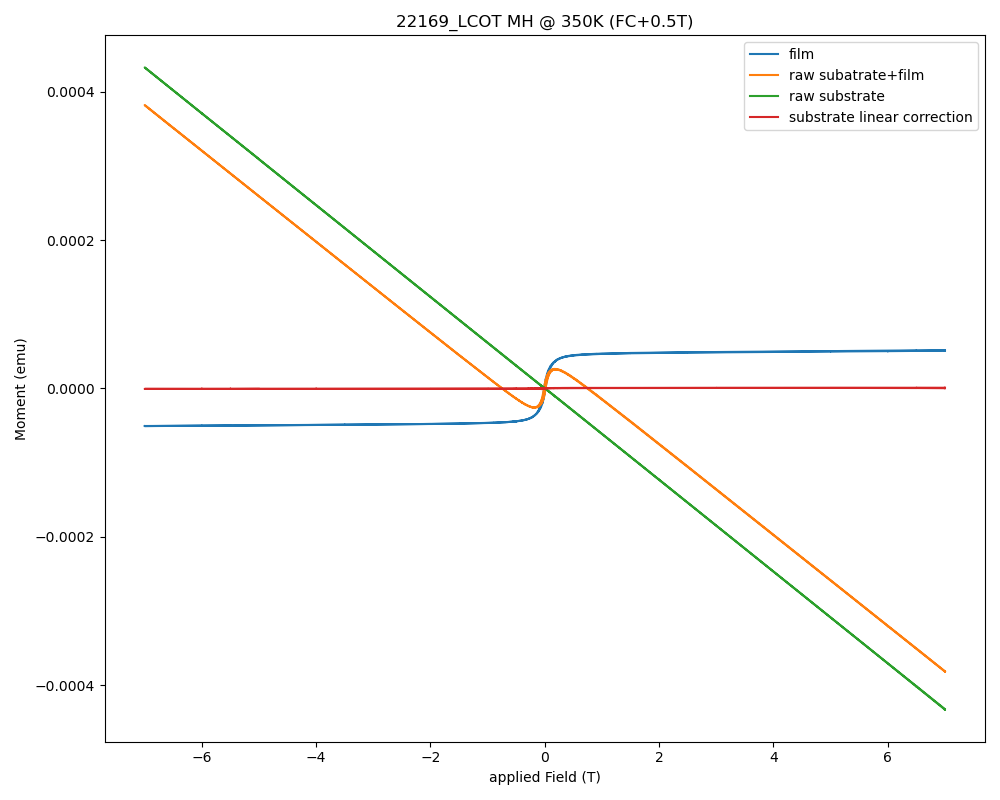 22169_LCOT MH @ 350K (FC+0.5T)
film
raw subatrate+film
raw substrate
substrate linear correction
0.0004
0.0002
0.0000
−0.0002
−0.0004
Moment (emu)
−6
−4
−2
0
2
4
6
applied Field (T)